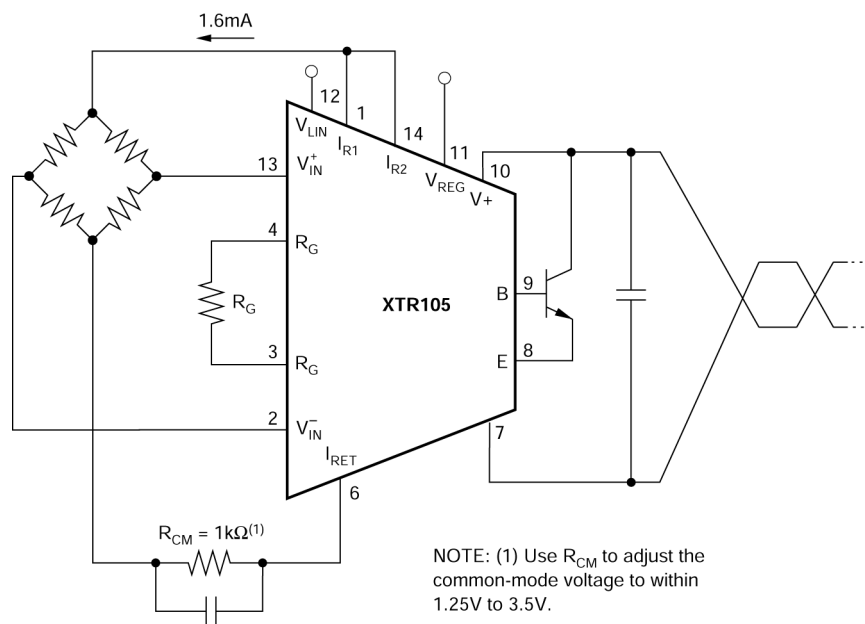 1.6mA
12
1
14
11
10
V_LIN
I_R1
I_R2
V_REG
V+
13
V⁺_IN
4
R_G
R_G
XTR105
B
9
3
R_G
E
8
2
V⁻_IN
7
I_RET
6
R_CM = 1kΩ⁽¹⁾
NOTE: (1) Use R_CM to adjust the
common-mode voltage to within
1.25V to 3.5V.